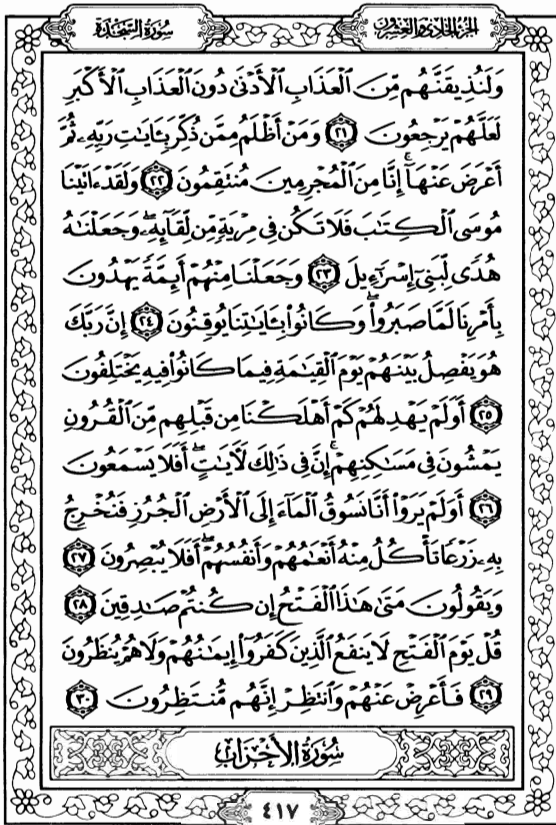 الجزء الحادي والعشرون
سورة السجدة
وَلَنُذِيقَنَّهُم مِّنَ ٱلْعَذَابِ ٱلْأَدْنَىٰ دُونَ ٱلْعَذَابِ ٱلْأَكْبَرِ
لَعَلَّهُمْ يَرْجِعُونَ ٢١ وَمَنْ أَظْلَمُ مِمَّن ذُكِّرَ بِـَٔايَـٰتِ رَبِّهِۦ ثُمَّ
أَعْرَضَ عَنْهَآ ۚ إِنَّا مِنَ ٱلْمُجْرِمِينَ مُنتَقِمُونَ ٢٢ وَلَقَدْ ءَاتَيْنَا
مُوسَى ٱلْكِتَـٰبَ فَلَا تَكُن فِى مِرْيَةٍ مِّن لِّقَآئِهِۦ ۖ وَجَعَلْنَـٰهُ
هُدًى لِّبَنِىٓ إِسْرَٰٓءِيلَ ٢٣ وَجَعَلْنَا مِنْهُمْ أَئِمَّةً يَهْدُونَ
بِأَمْرِنَا لَمَّا صَبَرُوا۟ ۖ وَكَانُوا۟ بِـَٔايَـٰتِنَا يُوقِنُونَ ٢٤ إِنَّ رَبَّكَ
هُوَ يَفْصِلُ بَيْنَهُمْ يَوْمَ ٱلْقِيَـٰمَةِ فِيمَا كَانُوا۟ فِيهِ يَخْتَلِفُونَ
٢٥ أَوَلَمْ يَهْدِ لَهُمْ كَمْ أَهْلَكْنَا مِن قَبْلِهِم مِّنَ ٱلْقُرُونِ
يَمْشُونَ فِى مَسَـٰكِنِهِمْ ۚ إِنَّ فِى ذَٰلِكَ لَـَٔايَـٰتٍ ۖ أَفَلَا يَسْمَعُونَ
٢٦ أَوَلَمْ يَرَوْا۟ أَنَّا نَسُوقُ ٱلْمَآءَ إِلَى ٱلْأَرْضِ ٱلْجُرُزِ فَنُخْرِجُ
بِهِۦ زَرْعًا تَأْكُلُ مِنْهُ أَنْعَـٰمُهُمْ وَأَنفُسُهُمْ ۖ أَفَلَا يُبْصِرُونَ ٢٧
وَيَقُولُونَ مَتَىٰ هَـٰذَا ٱلْفَتْحُ إِن كُنتُمْ صَـٰدِقِينَ ٢٨
قُلْ يَوْمَ ٱلْفَتْحِ لَا يَنفَعُ ٱلَّذِينَ كَفَرُوٓا۟ إِيمَـٰنُهُمْ وَلَا هُمْ يُنظَرُونَ
٢٩ فَأَعْرِضْ عَنْهُمْ وَٱنتَظِرْ إِنَّهُم مُّنتَظِرُونَ ٣٠
سورة الأحزاب
٤١٧